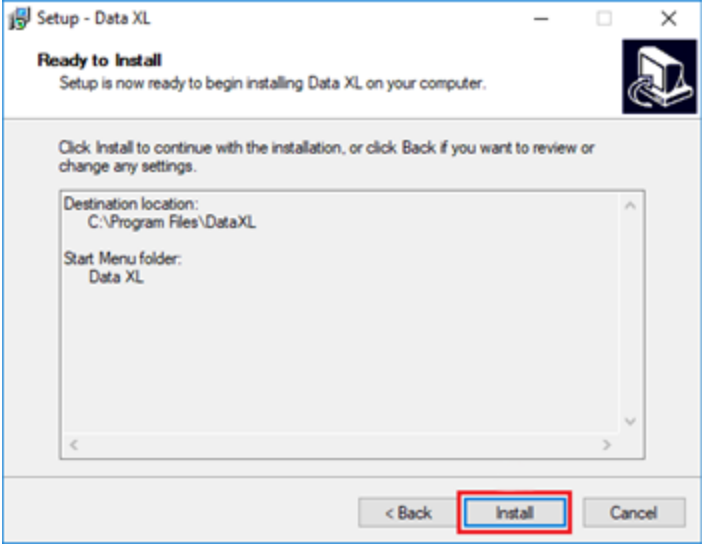 Setup - Data XL
Ready to Install
Setup is now ready to begin installing Data XL on your computer.
Click Install to continue with the installation, or click Back if you want to review or
change any settings.
Destination location:
C:\Program Files\DataXL
Start Menu folder:
Data XL
< Back
Install
Cancel